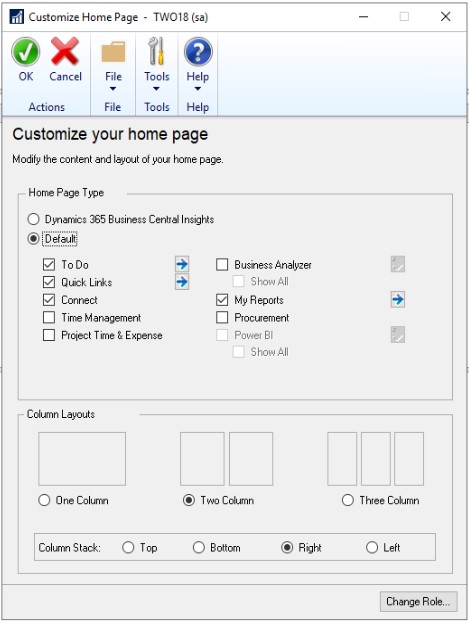 Customize Home Page - TWO18 (sa)
OK Cancel File Tools Help
Actions File Tools Help
Customize your home page
Modify the content and layout of your home page.
Home Page Type
Dynamics 365 Business Central Insights
Default
To Do Business Analyzer
Quick Links Show All
Connect My Reports
Time Management Procurement
Project Time & Expense Power BI
Show All
Column Layouts
One Column Two Column Three Column
Column Stack: Top Bottom Right Left
Change Role...